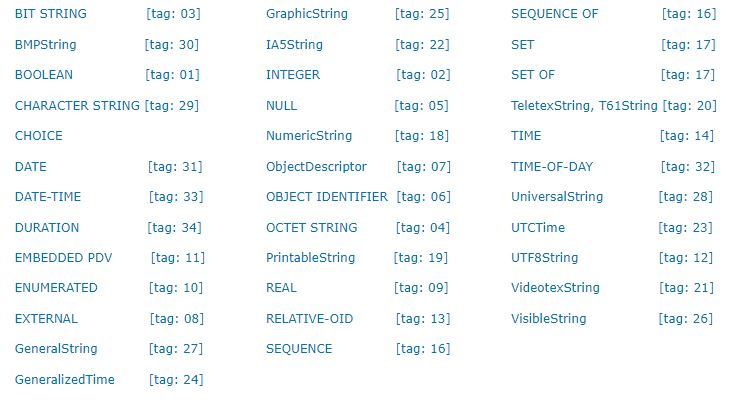 BIT STRING [tag: 03]
BMPString [tag: 30]
BOOLEAN [tag: 01]
CHARACTER STRING [tag: 29]
CHOICE
DATE [tag: 31]
DATE-TIME [tag: 33]
DURATION [tag: 34]
EMBEDDED PDV [tag: 11]
ENUMERATED [tag: 10]
EXTERNAL [tag: 08]
GeneralString [tag: 27]
GeneralizedTime [tag: 24]
GraphicString [tag: 25]
IA5String [tag: 22]
INTEGER [tag: 02]
NULL [tag: 05]
NumericString [tag: 18]
ObjectDescriptor [tag: 07]
OBJECT IDENTIFIER [tag: 06]
OCTET STRING [tag: 04]
PrintableString [tag: 19]
REAL [tag: 09]
RELATIVE-OID [tag: 13]
SEQUENCE [tag: 16]
SEQUENCE OF [tag: 16]
SET [tag: 17]
SET OF [tag: 17]
TeletexString, T61String [tag: 20]
TIME [tag: 14]
TIME-OF-DAY [tag: 32]
UniversalString [tag: 28]
UTCTime [tag: 23]
UTF8String [tag: 12]
VideotexString [tag: 21]
VisibleString [tag: 26]